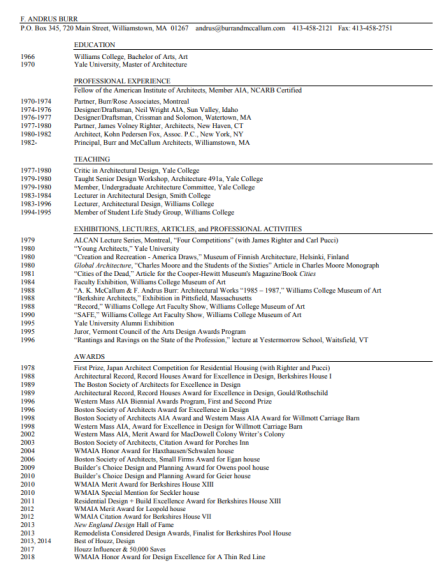 F. ANDRUS BURR
P.O. Box 345, 720 Main Street, Williamstown, MA 01267 andrus@burrandmccallum.com 413-458-2121 Fax: 413-458-2751
EDUCATION
1966 Williams College, Bachelor of Arts, Art
1970 Yale University, Master of Architecture
PROFESSIONAL EXPERIENCE
Fellow of the American Institute of Architects, Member AIA, NCARB Certified
1970-1974 Partner, Burr/Rose Associates, Montreal
1974-1976 Designer/Draftsman, Neil Wright AIA, Sun Valley, Idaho
1976-1977 Designer/Draftsman, Crissman and Solomon, Watertown, MA
1977-1980 Partner, James Volney Righter, Architects, New Haven, CT
1980-1982 Architect, Kohn Pedersen Fox, Assoc. P.C., New York, NY
1982- Principal, Burr and McCallum Architects, Williamstown, MA
TEACHING
1977-1980 Critic in Architectural Design, Yale College
1979-1980 Taught Senior Design Workshop, Architecture 491a, Yale College
1979-1980 Member, Undergraduate Architecture Committee, Yale College
1983-1984 Lecturer in Architectural Design, Smith College
1983-1996 Lecturer, Architectural Design, Williams College
1994-1995 Member of Student Life Study Group, Williams College
EXHIBITIONS, LECTURES, ARTICLES, and PROFESSIONAL ACTIVITIES
1979 ALCAN Lecture Series, Montreal, "Four Competitions" (with James Righter and Carl Pucci)
1980 "Young Architects," Yale University
1980 "Creation and Recreation - America Draws," Museum of Finnish Architecture, Helsinki, Finland
1980 Global Architecture, "Charles Moore and the Students of the Sixties" Article in Charles Moore Monograph
1981 "Cities of the Dead," Article for the Cooper-Hewitt Museum's Magazine/Book Cities
1984 Faculty Exhibition, Williams College Museum of Art
1988 "A. K. McCallum & F. Andrus Burr: Architectural Works "1985 – 1987," Williams College Museum of Art
1988 "Berkshire Architects," Exhibition in Pittsfield, Massachusetts
1988 "Record," Williams College Art Faculty Show, Williams College Museum of Art
1990 "SAFE," Williams College Art Faculty Show, Williams College Museum of Art
1995 Yale University Alumni Exhibition
1995 Juror, Vermont Council of the Arts Design Awards Program
1996 "Rantings and Ravings on the State of the Profession," lecture at Yestermorrow School, Waitsfield, VT
AWARDS
1978 First Prize, Japan Architect Competition for Residential Housing (with Righter and Pucci)
1988 Architectural Record, Record Houses Award for Excellence in Design, Berkshires House I
1989 The Boston Society of Architects for Excellence in Design
1989 Architectural Record, Record Houses Award for Excellence in Design, Gould/Rothschild
1996 Western Mass AIA Biennial Awards Program, First and Second Prize
1996 Boston Society of Architects Award for Excellence in Design
1998 Boston Society of Architects AIA Award and Western Mass AIA Award for Willmott Carriage Barn
1998 Western Mass AIA, Award for Excellence in Design for Willmott Carriage Barn
2002 Western Mass AIA, Merit Award for MacDowell Colony Writer's Colony
2003 Boston Society of Architects, Citation Award for Porches Inn
2004 WMAIA Honor Award for Haxthausen/Schwalen house
2006 Boston Society of Architects, Small Firms Award for Egan house
2009 Builder's Choice Design and Planning Award for Owens pool house
2010 Builder's Choice Design and Planning Award for Geier house
2010 WMAIA Merit Award for Berkshires House XIII
2010 WMAIA Special Mention for Seckler house
2011 Residential Design + Build Excellence Award for Berkshires House XIII
2012 WMAIA Merit Award for Leopold house
2012 WMAIA Citation Award for Berkshires House VII
2013 New England Design Hall of Fame
2013 Remodelista Considered Design Awards, Finalist for Berkshires Pool House
2013, 2014 Best of Houzz, Design
2017 Houzz Influencer & 50,000 Saves
2018 WMAIA Honor Award for Design Excellence for A Thin Red Line